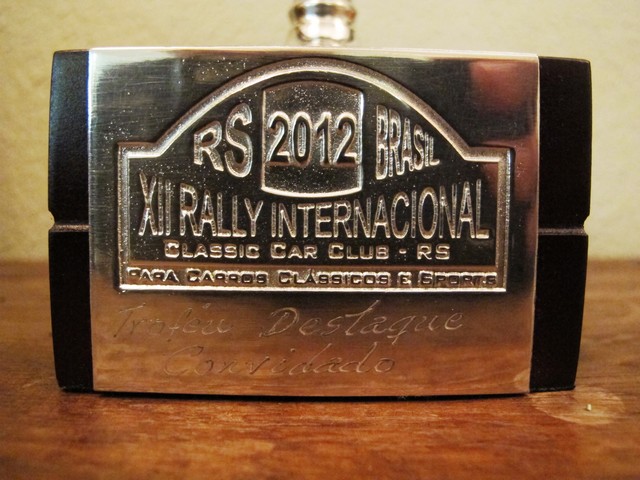 RS 2012 BRASIL
XII RALLY INTERNACIONAL
CLASSIC CAR CLUB - RS
PARA CARROS CLÁSSICOS E SPORTS
Troféu Destaque
Convidado